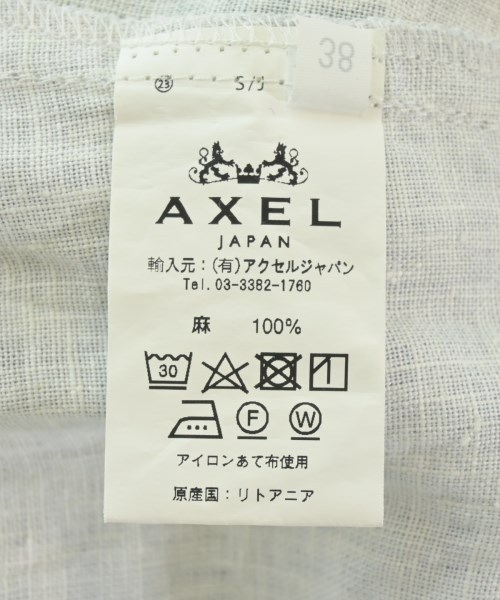 38
㉓
AXEL
JAPAN
輸入元：(有)アクセルジャパン
Tel. 03-3382-1760
麻 100%
30
F W
アイロンあて布使用
原産国：リトアニア